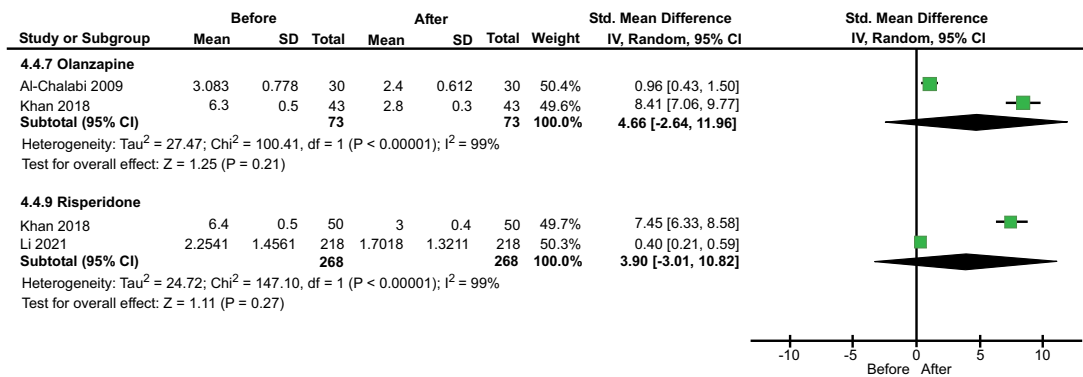 Before After Std. Mean Difference Std. Mean Difference
Study or Subgroup Mean SD Total Mean SD Total Weight IV, Random, 95% CI IV, Random, 95% CI
4.4.7 Olanzapine
Al-Chalabi 2009 3.083 0.778 30 2.4 0.612 30 50.4% 0.96 [0.43, 1.50]
Khan 2018 6.3 0.5 43 2.8 0.3 43 49.6% 8.41 [7.06, 9.77]
Subtotal (95% CI) 73 73 100.0% 4.66 [-2.64, 11.96]
Heterogeneity: Tau² = 27.47; Chi² = 100.41, df = 1 (P < 0.00001); I² = 99%
Test for overall effect: Z = 1.25 (P = 0.21)
4.4.9 Risperidone
Khan 2018 6.4 0.5 50 3 0.4 50 49.7% 7.45 [6.33, 8.58]
Li 2021 2.2541 1.4561 218 1.7018 1.3211 218 50.3% 0.40 [0.21, 0.59]
Subtotal (95% CI) 268 268 100.0% 3.90 [-3.01, 10.82]
Heterogeneity: Tau² = 24.72; Chi² = 147.10, df = 1 (P < 0.00001); I² = 99%
Test for overall effect: Z = 1.11 (P = 0.27)
-10 -5 0 5 10
Before After